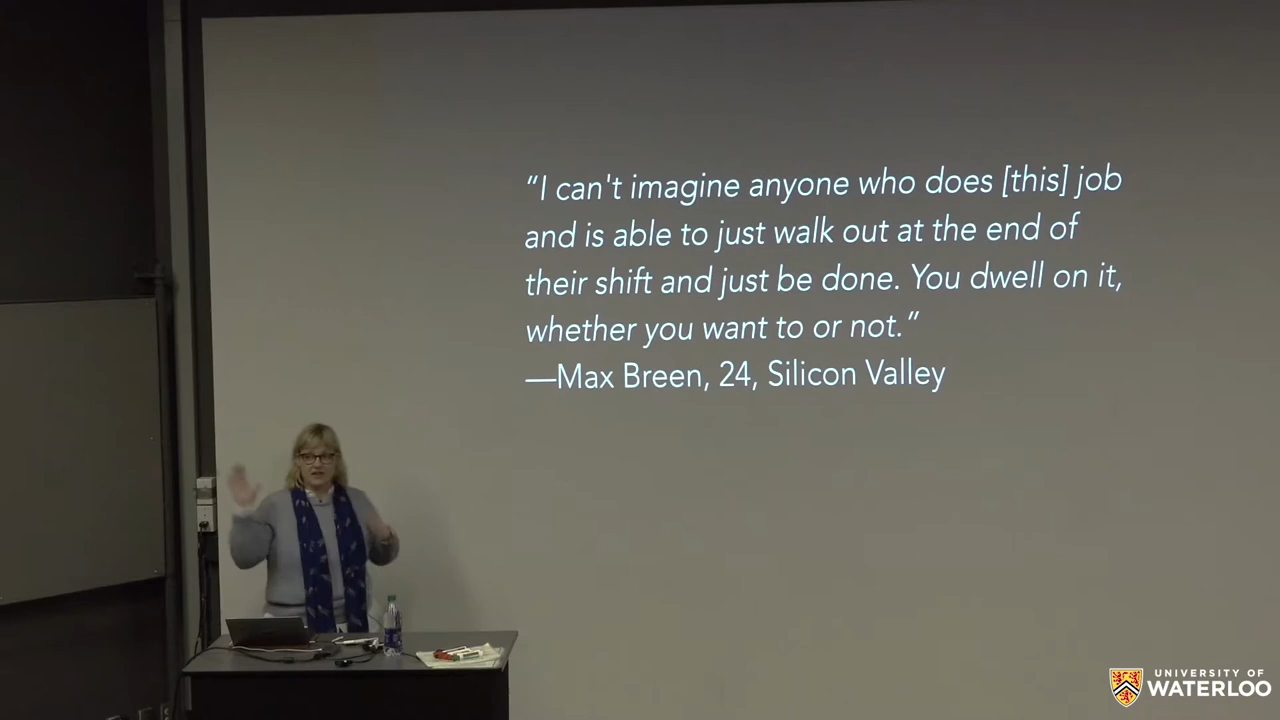 “I can't imagine anyone who does [this] job
and is able to just walk out at the end of
their shift and just be done. You dwell on it,
whether you want to or not.”
—Max Breen, 24, Silicon Valley
UNIVERSITY OF
WATERLOO